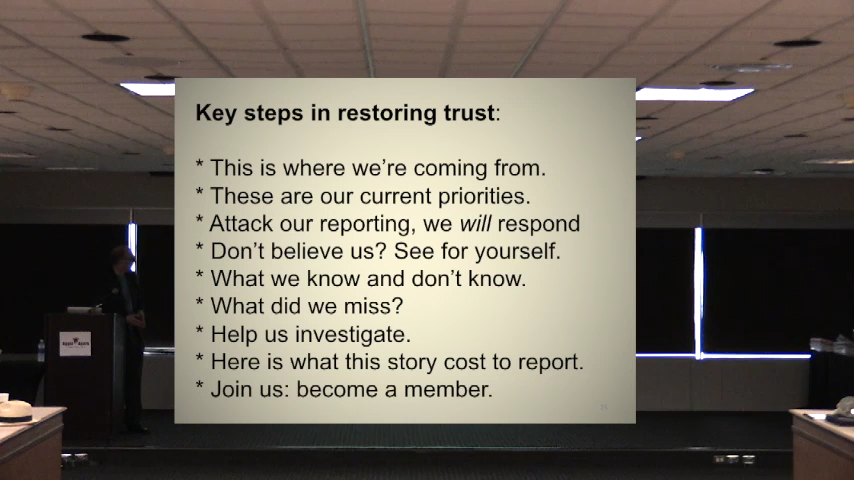 Key steps in restoring trust:
* This is where we're coming from.
* These are our current priorities.
* Attack our reporting, we will respond
* Don't believe us? See for yourself.
* What we know and don't know.
* What did we miss?
* Help us investigate.
* Here is what this story cost to report.
* Join us: become a member.